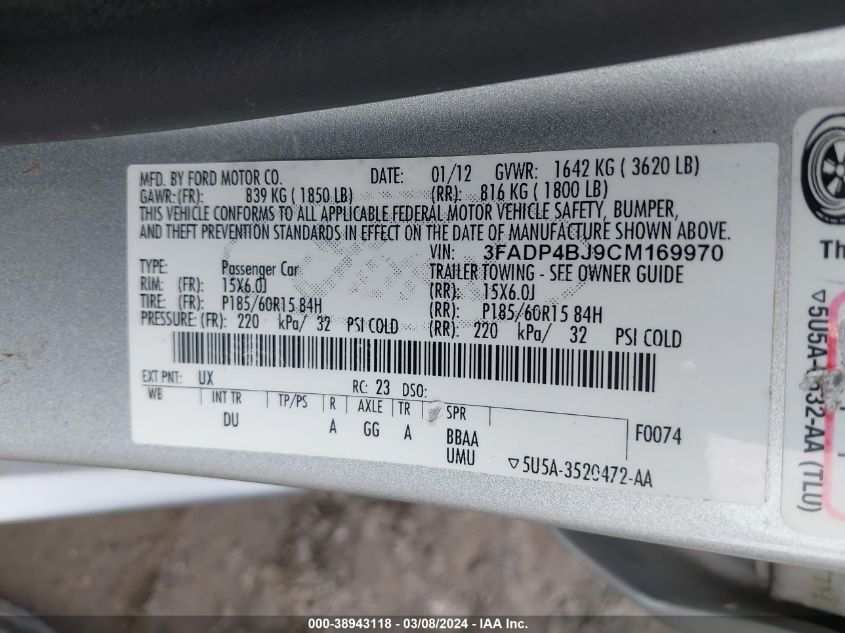 MFD. BY FORD MOTOR CO. DATE: 01/12 GVWR: 1642 KG ( 3620 LB)
GAWR:(FR): 839 KG ( 1850 LB) (RR): 816 KG ( 1800 LB)
THIS VEHICLE CONFORMS TO ALL APPLICABLE FEDERAL MOTOR VEHICLE SAFETY, BUMPER,
AND THEFT PREVENTION STANDARDS IN EFFECT ON THE DATE OF MANUFACTURE SHOWN ABOVE.
VIN: 3FADP4BJ9CM169970
TYPE: Passenger Car TRAILER TOWING - SEE OWNER GUIDE
RIM: (FR): 15X6.0J (RR): 15X6.0J
TIRE: (FR): P185/60R15 84H (RR): P185/60R15 84H
PRESSURE: (FR): 220 kPa/ 32 PSI COLD (RR): 220 kPa/ 32 PSI COLD
EXT PNT: UX RC: 23 DSO:
WB INT TR TP/PS R AXLE TR SPR
DU A GG A BBAA F0074
UMU ▽5U5A-3520472-AA
Th
▽5U5A- 532-AA (TLU)
000-38943118 - 03/08/2024 - IAA Inc.